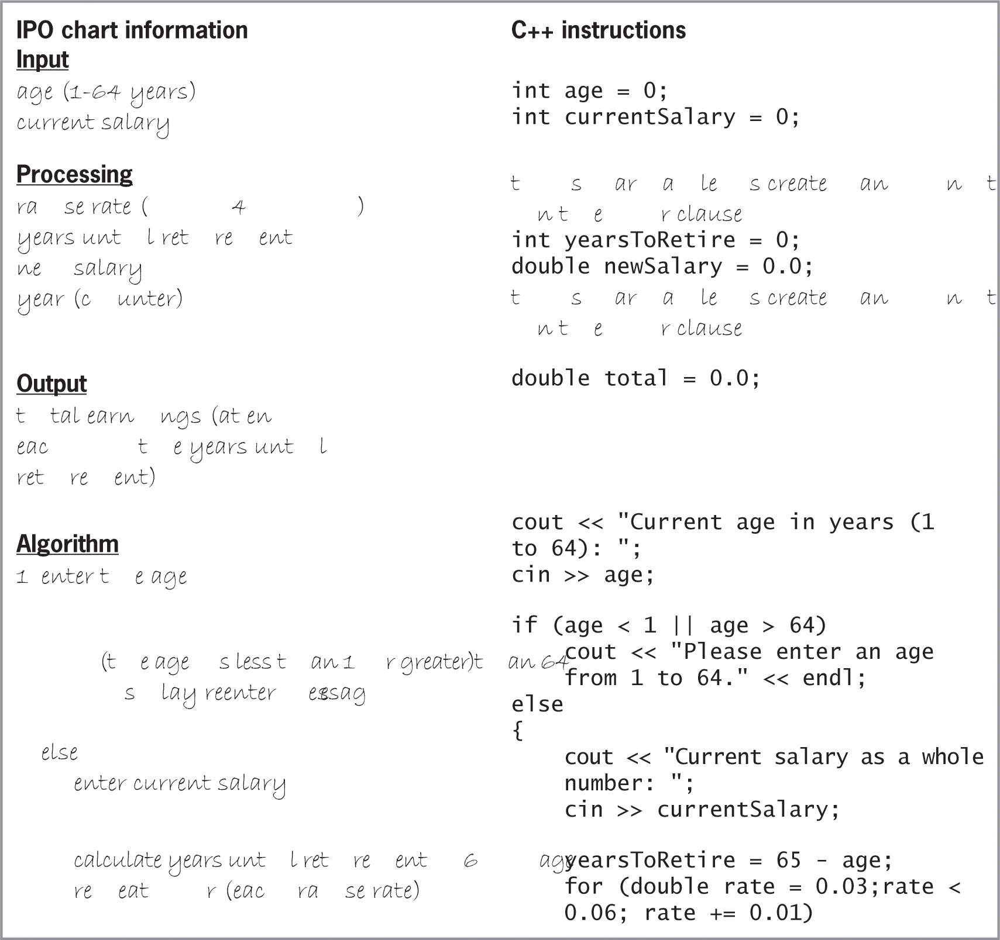 IPO chart information
Input
age (1-64 years)
current salary
Processing
ra se rate ( 4 )
years unt l ret re ent
ne salary
year (c unter)
Output
t tal earn ngs (at en
eac t e years unt l
ret re ent)
Algorithm
1 enter t e age
(t e age s less t an 1 r greater)t an 64
s lay reenter
else
enter current salary
calculate years unt l ret re ent 6 age
re eat r (eac ra se rate)
C++ instructions
int age = 0;
int currentSalary = 0;
t s ar a le s create an n t
n t e r clause
int yearsToRetire = 0;
double newSalary = 0.0;
t s ar a le s create an n t
n t e r clause
double total = 0.0;
cout << "Current age in years (1
to 64): ";
cin >> age;
if (age < 1 || age > 64)
cout << "Please enter an age
from 1 to 64." << endl;
else
{
cout << "Current salary as a whole
number: ";
cin >> currentSalary;
yearsToRetire = 65 – age;
for (double rate = 0.03;rate <
0.06; rate += 0.01)